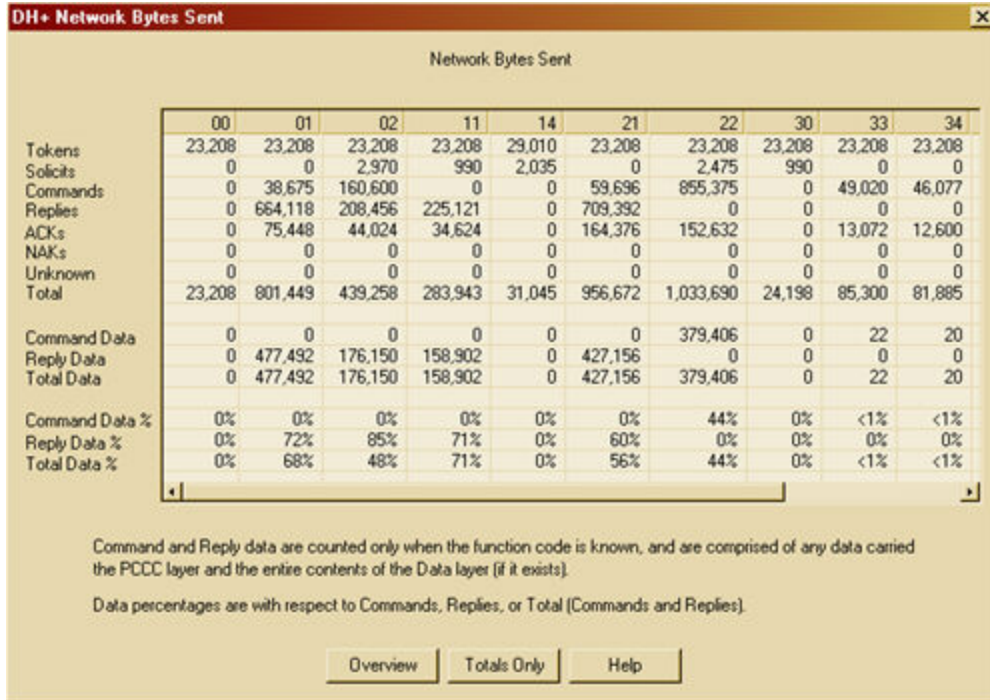 DH+ Network Bytes Sent
Network Bytes Sent
00 01 02 11 14 21 22 30 33 34
Tokens 23,208 23,208 23,208 23,208 29,010 23,208 23,208 23,208 23,208 23,208
Solicits 0 0 2,970 990 2,035 0 2,475 990 0 0
Commands 0 38,675 160,600 0 0 59,696 855,375 0 49,020 46,077
Replies 0 664,118 208,456 225,121 0 709,392 0 0 0 0
ACKs 0 75,448 44,024 34,624 0 164,376 152,632 0 13,072 12,600
NAKs 0 0 0 0 0 0 0 0 0 0
Unknown 0 0 0 0 0 0 0 0 0 0
Total 23,208 801,449 439,258 283,943 31,045 956,672 1,033,690 24,198 85,300 81,885
Command Data 0 0 0 0 0 0 379,406 0 22 20
Reply Data 0 477,492 176,150 158,902 0 427,156 0 0 0 0
Total Data 0 477,492 176,150 158,902 0 427,156 379,406 0 22 20
Command Data % 0% 0% 0% 0% 0% 0% 44% 0% <1% <1%
Reply Data % 0% 72% 85% 71% 0% 60% 0% 0% 0% 0%
Total Data % 0% 68% 48% 71% 0% 56% 44% 0% <1% <1%
Command and Reply data are counted only when the function code is known, and are comprised of any data carried
the PCCC layer and the entire contents of the Data layer (if it exists).
Data percentages are with respect to Commands, Replies, or Total (Commands and Replies).
Overview Totals Only Help